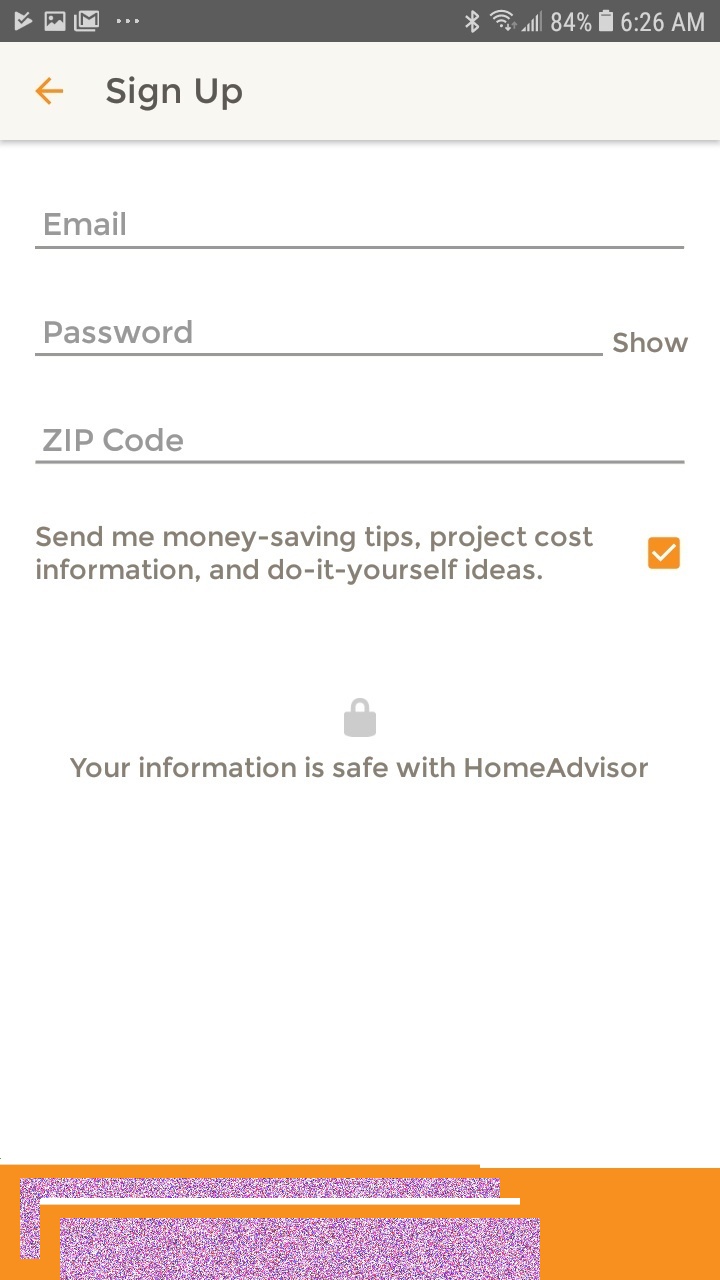 84% 6:26 AM
Sign Up
Email
Password
Show
ZIP Code
Send me money-saving tips, project cost
information, and do-it-yourself ideas.
Your information is safe with HomeAdvisor